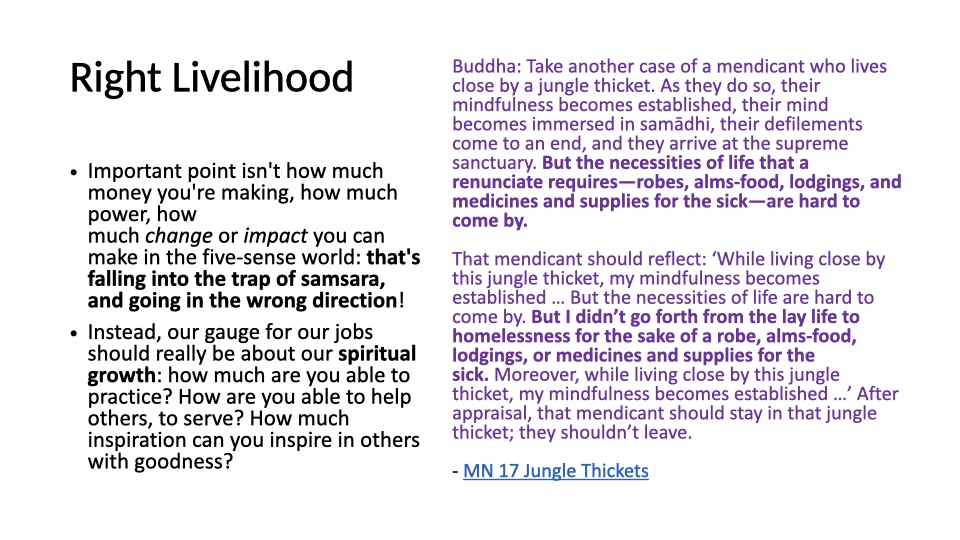 Right Livelihood
• Important point isn't how much
money you're making, how much
power, how
much change or impact you can
make in the five-sense world: that's
falling into the trap of samsara,
and going in the wrong direction!
• Instead, our gauge for our jobs
should really be about our spiritual
growth: how much are you able to
practice? How are you able to help
others, to serve? How much
inspiration can you inspire in others
with goodness?
Buddha: Take another case of a mendicant who lives
close by a jungle thicket. As they do so, their
mindfulness becomes established, their mind
becomes immersed in samādhi, their defilements
come to an end, and they arrive at the supreme
sanctuary. But the necessities of life that a
renunciate requires—robes, alms-food, lodgings, and
medicines and supplies for the sick—are hard to
come by.
That mendicant should reflect: ‘While living close by
this jungle thicket, my mindfulness becomes
established … But the necessities of life are hard to
come by. But I didn’t go forth from the lay life to
homelessness for the sake of a robe, alms-food,
lodgings, or medicines and supplies for the
sick. Moreover, while living close by this jungle
thicket, my mindfulness becomes established …’ After
appraisal, that mendicant should stay in that jungle
thicket; they shouldn’t leave.
- MN 17 Jungle Thickets